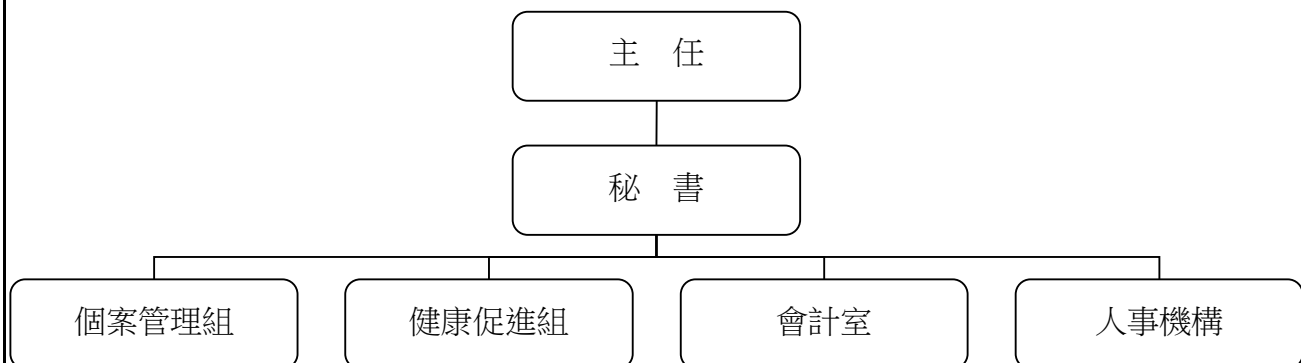 主　任
秘　書
個案管理組
健康促進組
會計室
人事機構